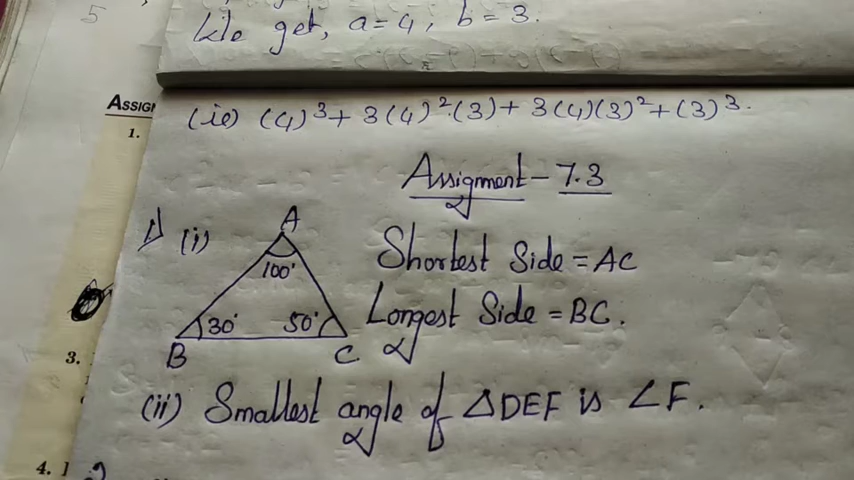 5
We get, a=4, b=3.
ASSIGN
1.
(ie) (4)³+ 3(4)²·(3)+ 3(4)(3)²+(3)³.
Assigment - 7.3
1) (i)
A
100°
Shortest Side = AC
30° 50°
Longest Side = BC.
B C
3.
(ii) Smallest angle of △DEF is ∠F.
4.